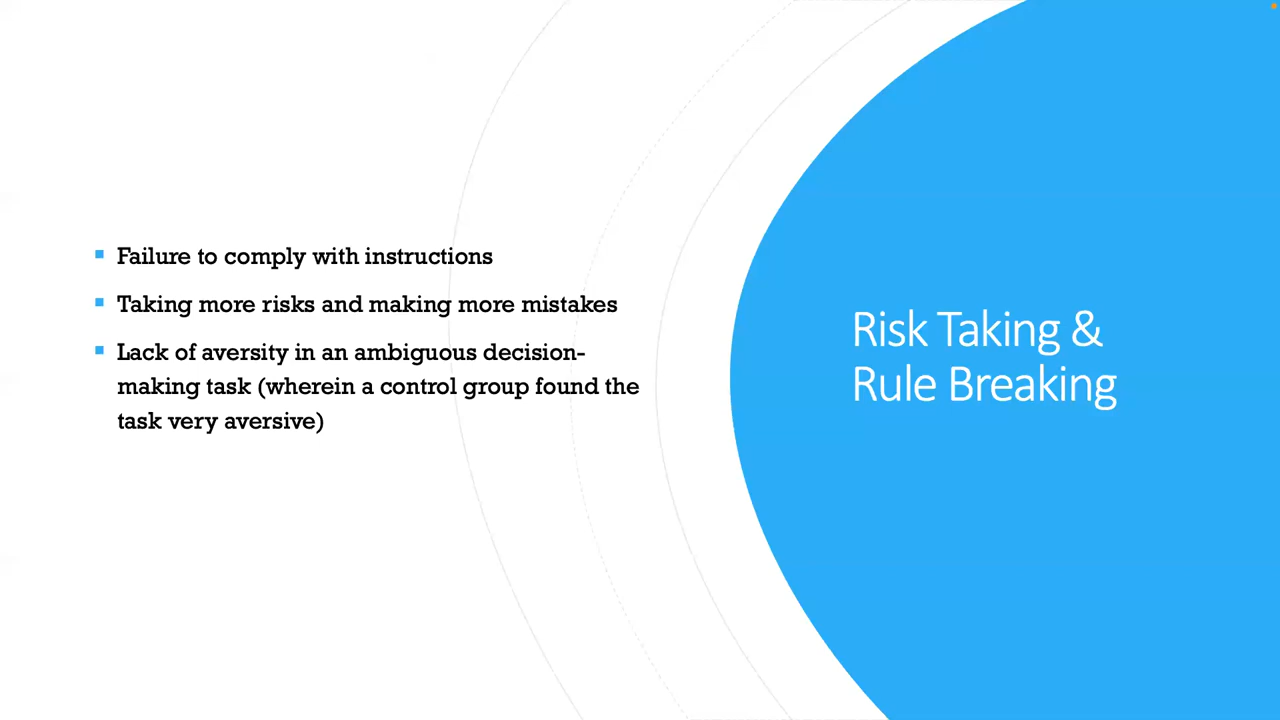 Failure to comply with instructions
Taking more risks and making more mistakes
Lack of aversity in an ambiguous decision-
making task (wherein a control group found the
task very aversive)
Risk Taking &
Rule Breaking